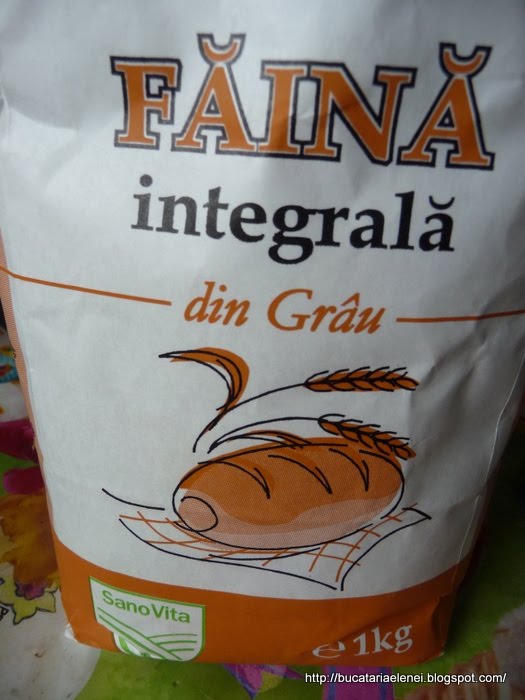 FĂINĂ
integrală
din Grâu
SanoVita
℮ 1kg
http://bucatariaelenei.blogspot.com/